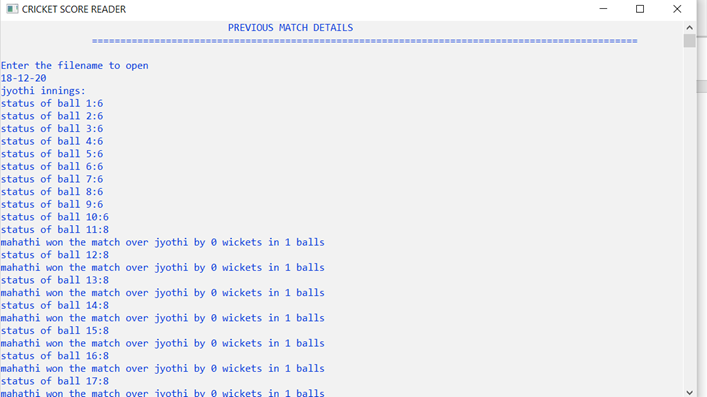 CRICKET SCORE READER
PREVIOUS MATCH DETAILS
================================================================================================
Enter the filename to open
18-12-20
jyothi innings:
status of ball 1:6
status of ball 2:6
status of ball 3:6
status of ball 4:6
status of ball 5:6
status of ball 6:6
status of ball 7:6
status of ball 8:6
status of ball 9:6
status of ball 10:6
status of ball 11:8
mahathi won the match over jyothi by 0 wickets in 1 balls
status of ball 12:8
mahathi won the match over jyothi by 0 wickets in 1 balls
status of ball 13:8
mahathi won the match over jyothi by 0 wickets in 1 balls
status of ball 14:8
mahathi won the match over jyothi by 0 wickets in 1 balls
status of ball 15:8
mahathi won the match over jyothi by 0 wickets in 1 balls
status of ball 16:8
mahathi won the match over jyothi by 0 wickets in 1 balls
status of ball 17:8
mahathi won the match over jyothi by 0 wickets in 1 balls